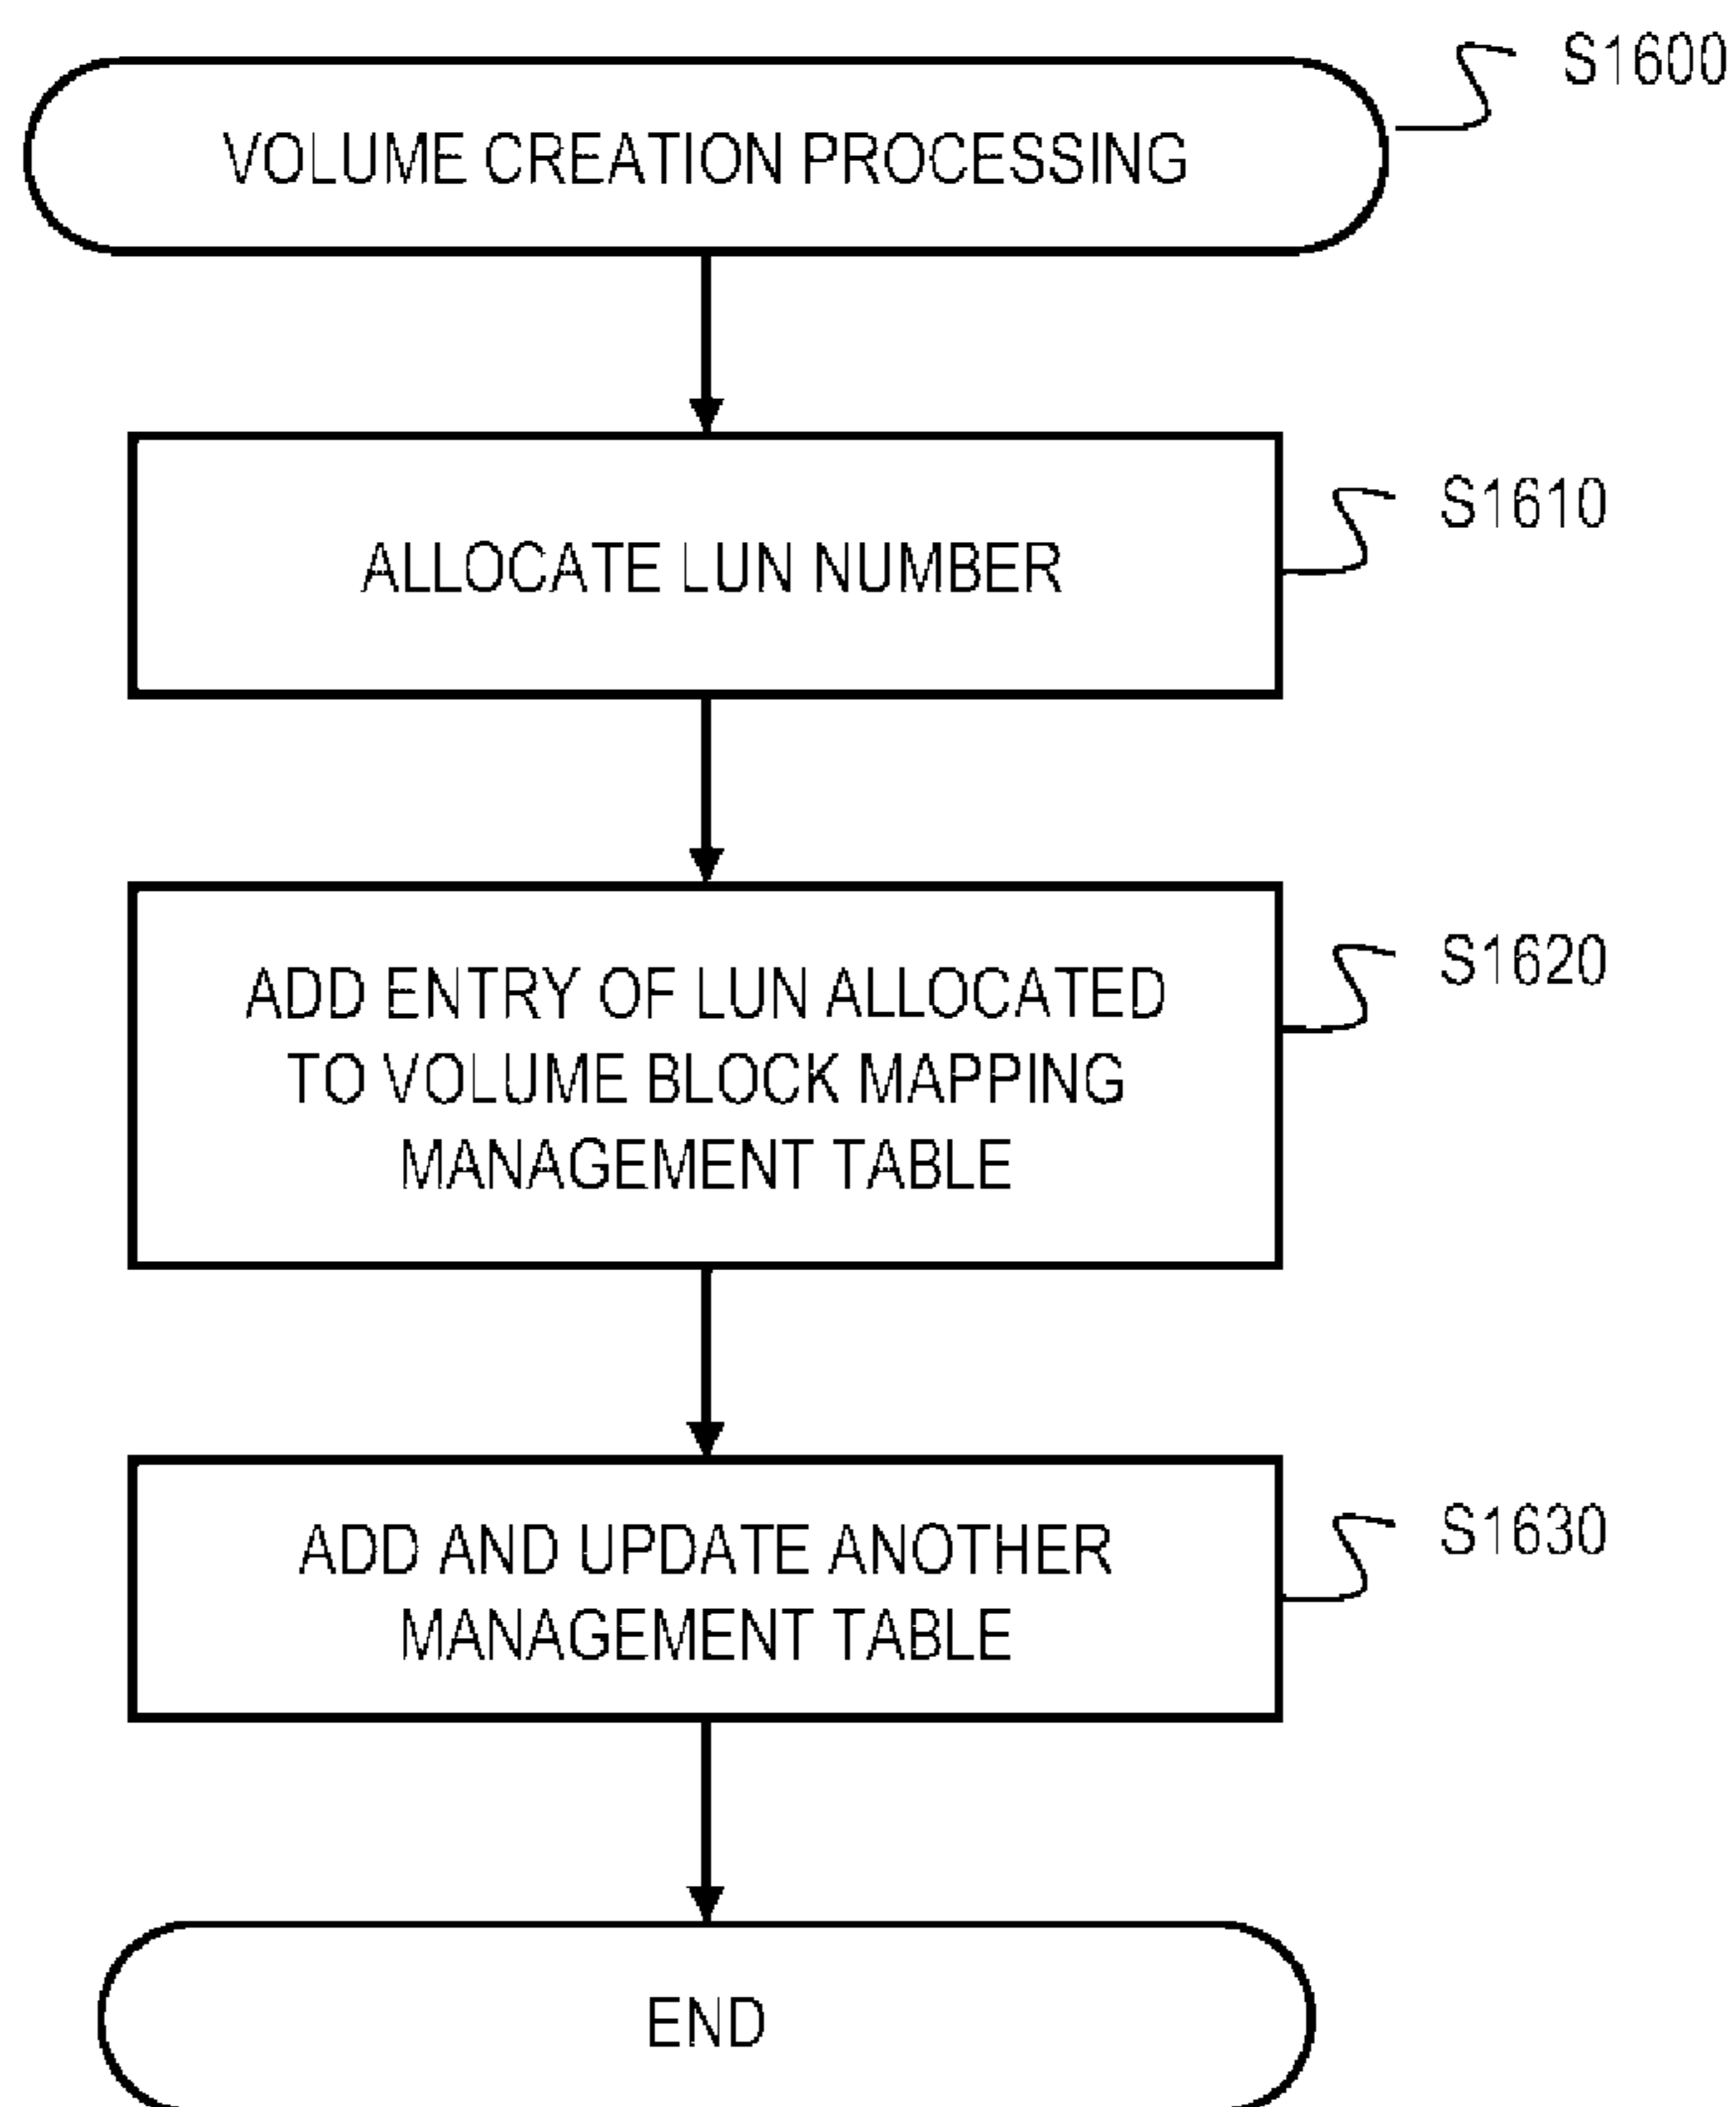 S1600
VOLUME CREATION PROCESSING
S1610
ALLOCATE LUN NUMBER
S1620
ADD ENTRY OF LUN ALLOCATED
TO VOLUME BLOCK MAPPING
MANAGEMENT TABLE
S1630
ADD AND UPDATE ANOTHER
MANAGEMENT TABLE
END